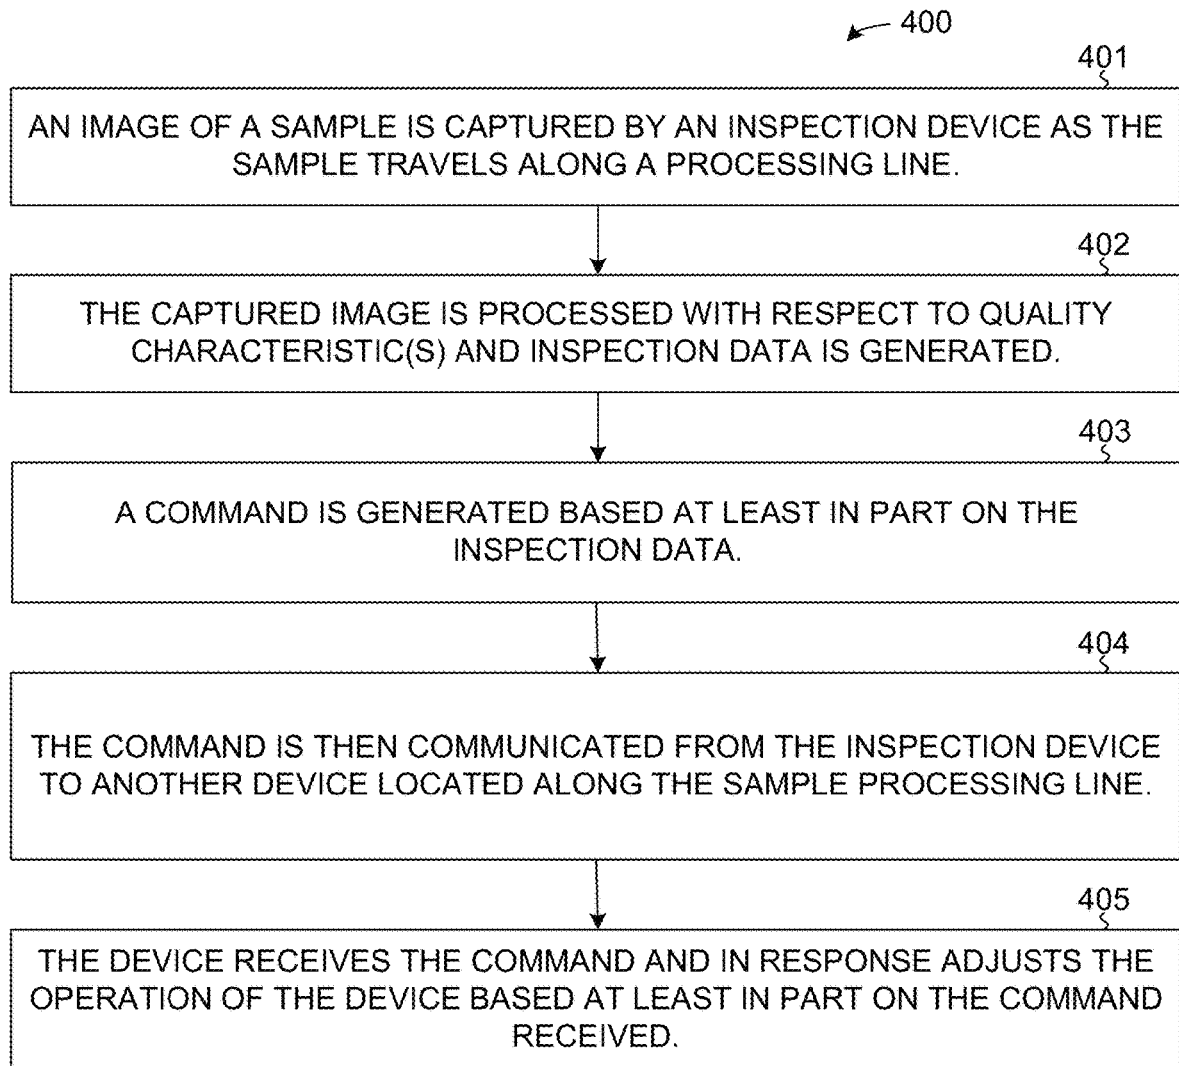 400
401
AN IMAGE OF A SAMPLE IS CAPTURED BY AN INSPECTION DEVICE AS THE
SAMPLE TRAVELS ALONG A PROCESSING LINE.
402
THE CAPTURED IMAGE IS PROCESSED WITH RESPECT TO QUALITY
CHARACTERISTIC(S) AND INSPECTION DATA IS GENERATED.
403
A COMMAND IS GENERATED BASED AT LEAST IN PART ON THE
INSPECTION DATA.
404
THE COMMAND IS THEN COMMUNICATED FROM THE INSPECTION DEVICE
TO ANOTHER DEVICE LOCATED ALONG THE SAMPLE PROCESSING LINE.
405
THE DEVICE RECEIVES THE COMMAND AND IN RESPONSE ADJUSTS THE
OPERATION OF THE DEVICE BASED AT LEAST IN PART ON THE COMMAND
RECEIVED.